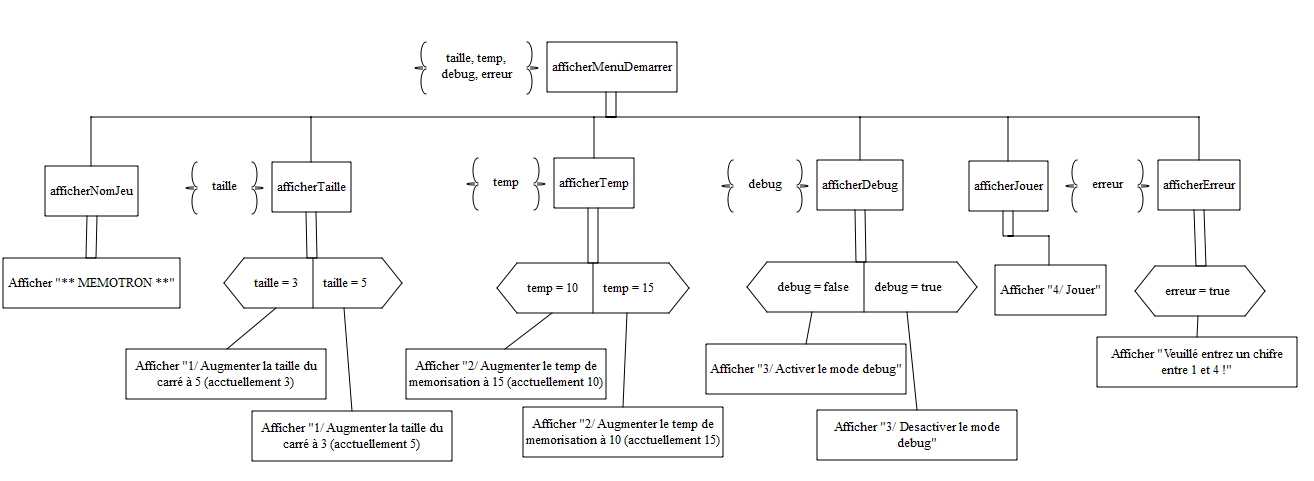 taille, temp,
debug, erreur
afficherMenuDemarrer
afficherNomJeu
taille
afficherTaille
temp
afficherTemp
debug
afficherDebug
afficherJouer
erreur
afficherErreur
Afficher "** MEMOTRON **"
taille = 3
taille = 5
temp = 10
temp = 15
debug = false
debug = true
Afficher "4/ Jouer"
erreur = true
Afficher "1/ Augmenter la taille du
carré à 5 (acctuellement 3)
Afficher "2/ Augmenter le temp de
memorisation à 15 (acctuellement 10)
Afficher "3/ Activer le mode debug"
Afficher "Veuillé entrez un chifre
entre 1 et 4 !"
Afficher "1/ Augmenter la taille du
carré à 3 (acctuellement 5)
Afficher "2/ Augmenter le temp de
memorisation à 10 (acctuellement 15)
Afficher "3/ Desactiver le mode
debug"